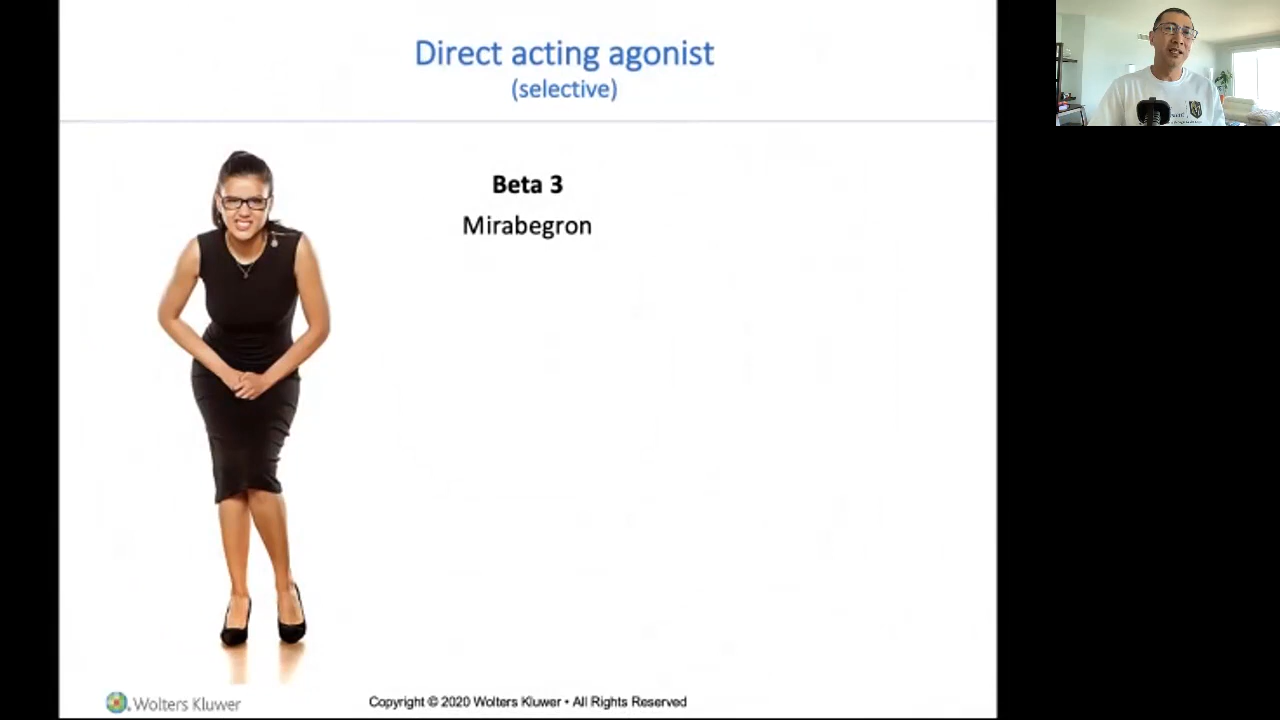 Direct acting agonist
(selective)
Beta 3
Mirabegron
Wolters Kluwer
Copyright © 2020 Wolters Kluwer • All Rights Reserved